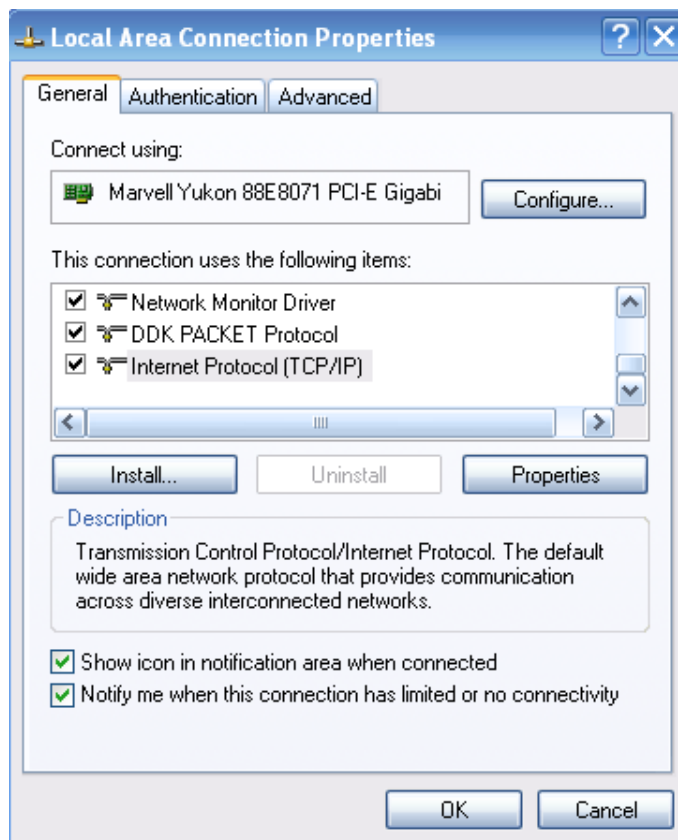 Local Area Connection Properties
General Authentication Advanced
Connect using:
Marvell Yukon 88E8071 PCI-E Gigabi
Configure...
This connection uses the following items:
Network Monitor Driver
DDK PACKET Protocol
Internet Protocol (TCP/IP)
Install... Uninstall Properties
Description
Transmission Control Protocol/Internet Protocol. The default
wide area network protocol that provides communication
across diverse interconnected networks.
Show icon in notification area when connected
Notify me when this connection has limited or no connectivity
OK Cancel